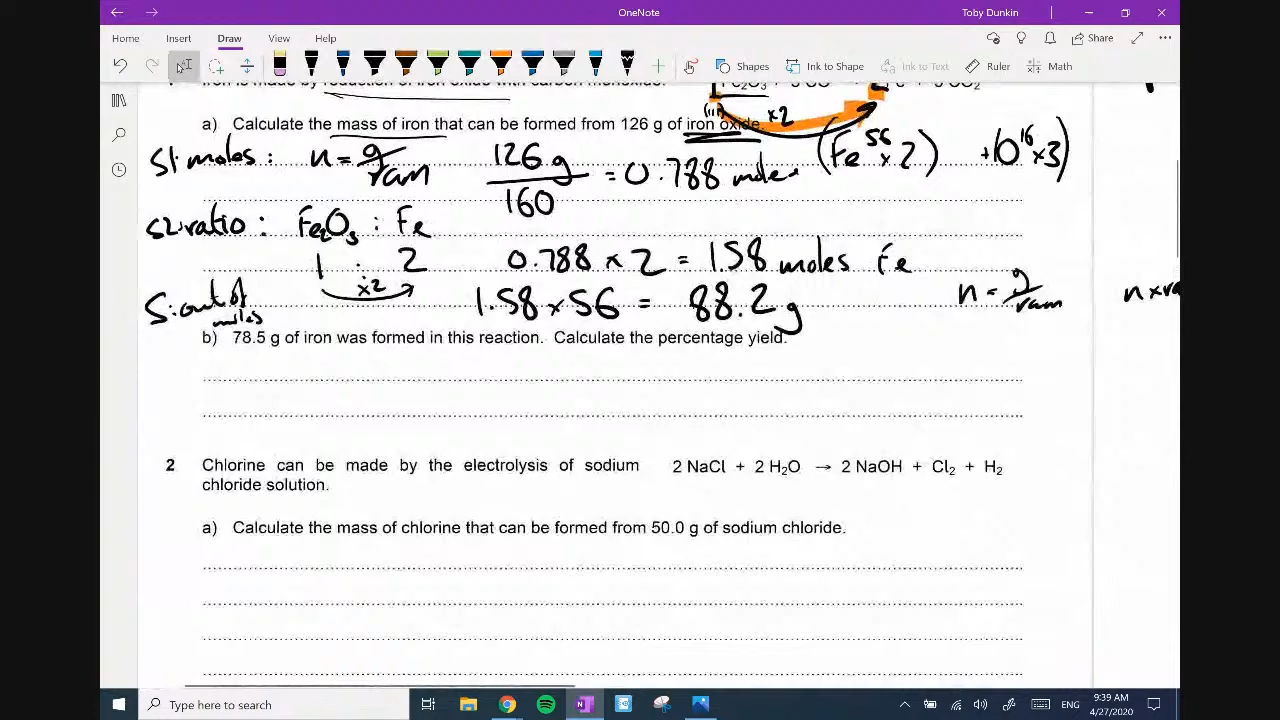 OneNote
Toby Dunkin
Home Insert Draw View Help
Share
Shapes Ink to Shape Ink to Text Ruler Math
a) Calculate the mass of iron that can be formed from 126 g of iron oxide.
(III) ×2
S1: moles : n = g/ram 126 g / 160 = 0.788 moles (Fe 56 × 2) + (O 16 × 3)
S2: ratio : Fe2O3 : Fe
1 : 2 0.788 × 2 = 1.58 moles Fe
×2
S: out of moles 1.58 × 56 = 88.2 g n = g/ram
b) 78.5 g of iron was formed in this reaction. Calculate the percentage yield.
2 Chlorine can be made by the electrolysis of sodium chloride solution. 2 NaCl + 2 H2O → 2 NaOH + Cl2 + H2
a) Calculate the mass of chlorine that can be formed from 50.0 g of sodium chloride.
Type here to search
ENG
9:39 AM
4/27/2020